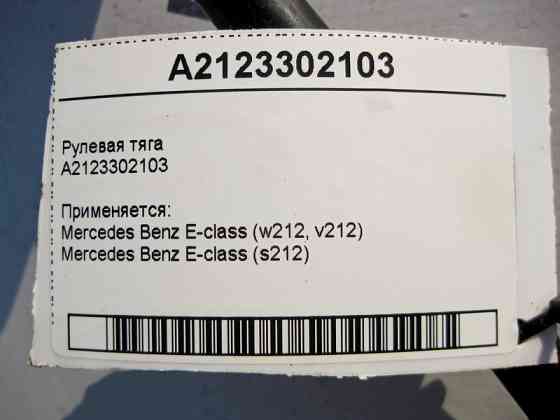 A2123302103
Рулевая тяга
A2123302103
Применяется:
Mercedes Benz E-class (w212, v212)
Mercedes Benz E-class (s212)